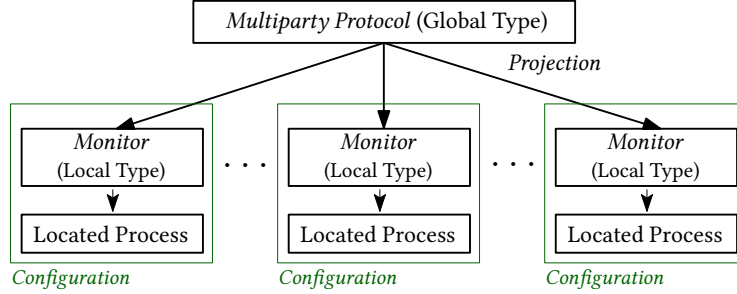 Multiparty Protocol (Global Type)
Projection
Monitor
(Local Type)
Located Process
Configuration
. . .
Monitor
(Local Type)
Located Process
Configuration
. . .
Monitor
(Local Type)
Located Process
Configuration